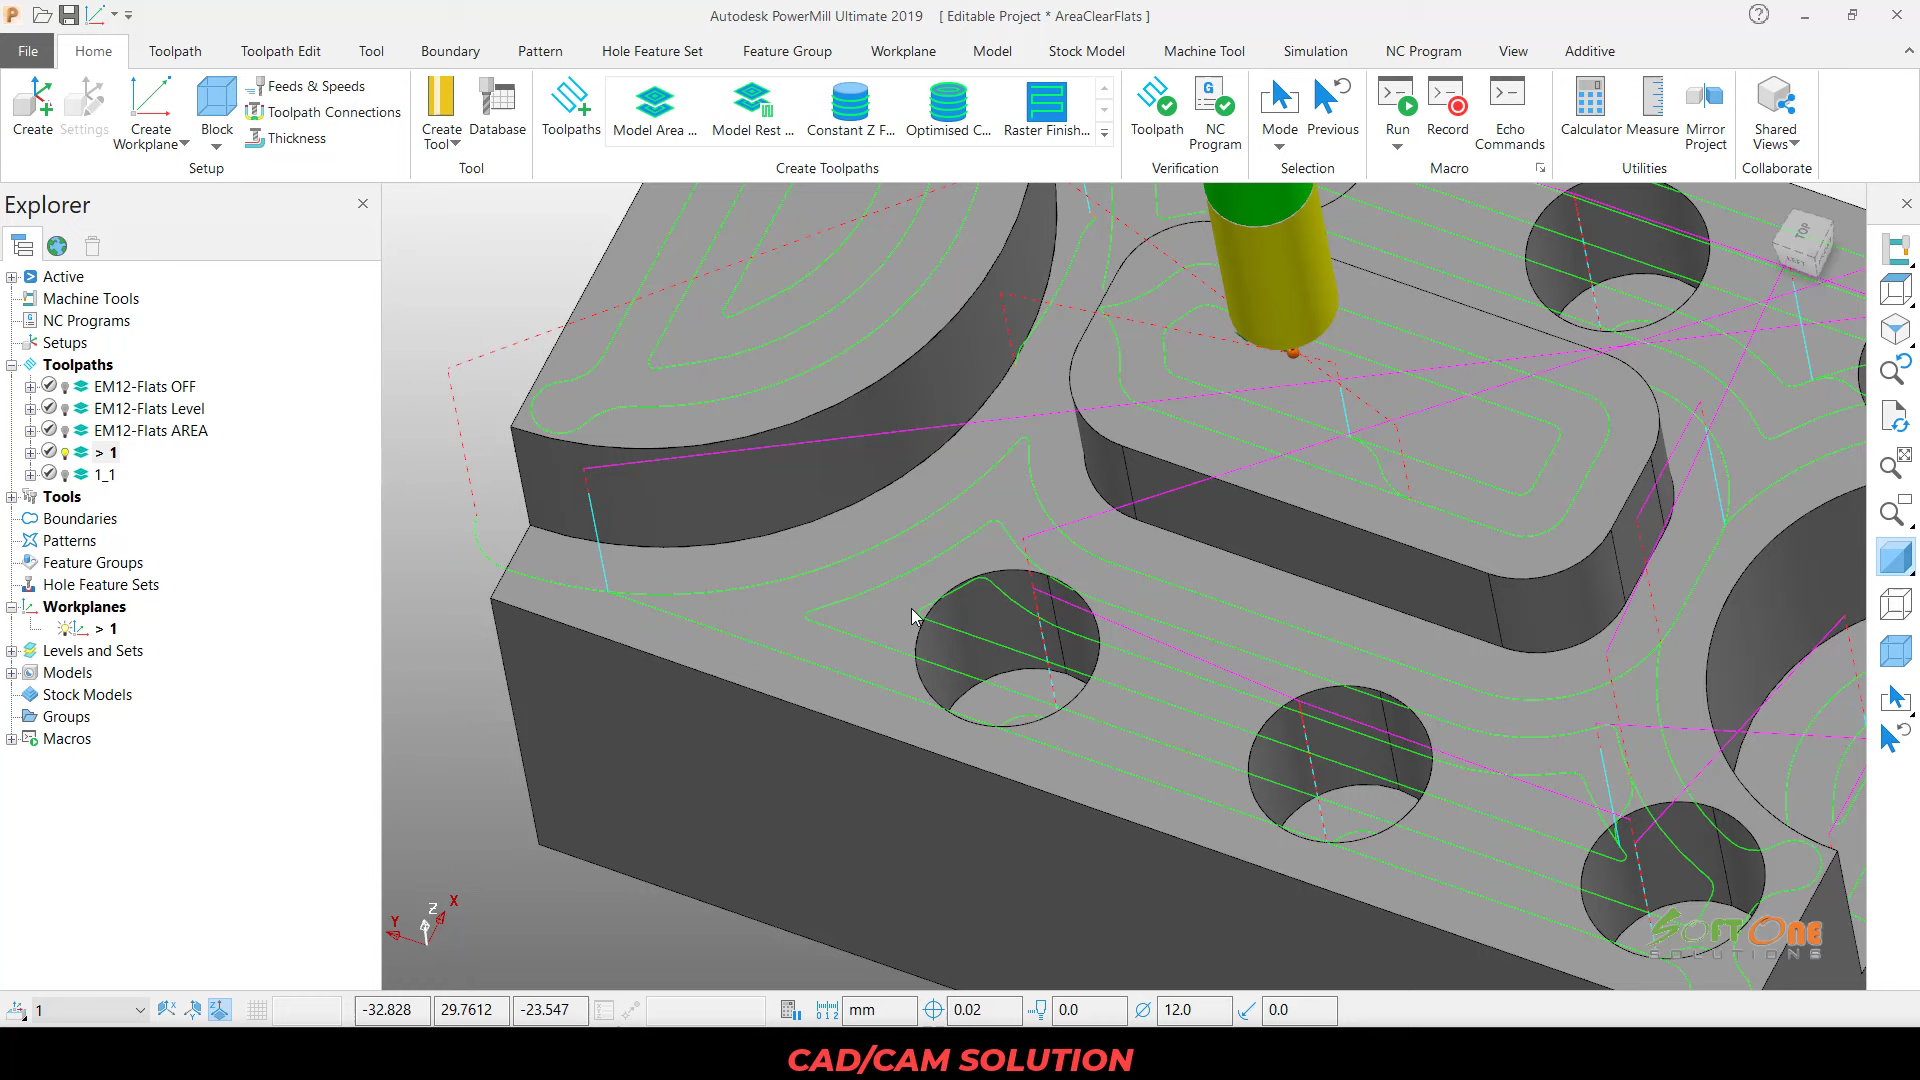 Autodesk PowerMill Ultimate 2019 [ Editable Project * AreaClearFlats ]
File Home Toolpath Toolpath Edit Tool Boundary Pattern Hole Feature Set Feature Group Workplane Model Stock Model Machine Tool Simulation NC Program View Additive
Create
Settings
Create Workplane
Block
Feeds & Speeds
Toolpath Connections
Thickness
Setup
Create Tool
Database
Tool
Toolpaths
Model Area ...
Model Rest ...
Constant Z F...
Optimised C...
Raster Finish...
Create Toolpaths
Toolpath
NC Program
Verification
Mode
Previous
Selection
Run
Record
Echo Commands
Macro
Calculator
Measure
Mirror Project
Utilities
Shared Views
Collaborate
Explorer
Active
Machine Tools
NC Programs
Setups
Toolpaths
EM12-Flats OFF
EM12-Flats Level
EM12-Flats AREA
> 1
1_1
Tools
Boundaries
Patterns
Feature Groups
Hole Feature Sets
Workplanes
> 1
Levels and Sets
Models
Stock Models
Groups
Macros
TOP
LEFT
Z
X
Y
SOFTONE
SOLUTIONS
1
-32.828
29.7612
-23.547
mm
0.02
0.0
12.0
0.0
CAD/CAM SOLUTION